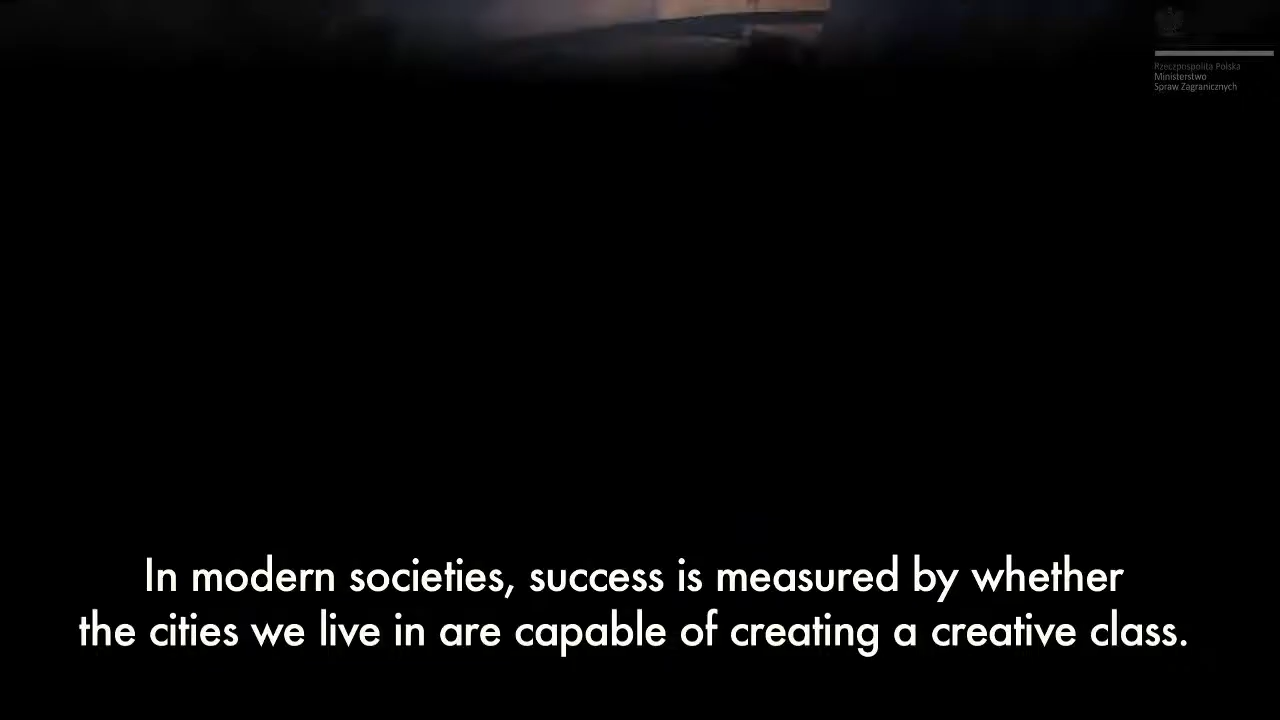 Rzeczpospolita Polska
Ministerstwo
Spraw Zagranicznych
In modern societies, success is measured by whether
the cities we live in are capable of creating a creative class.